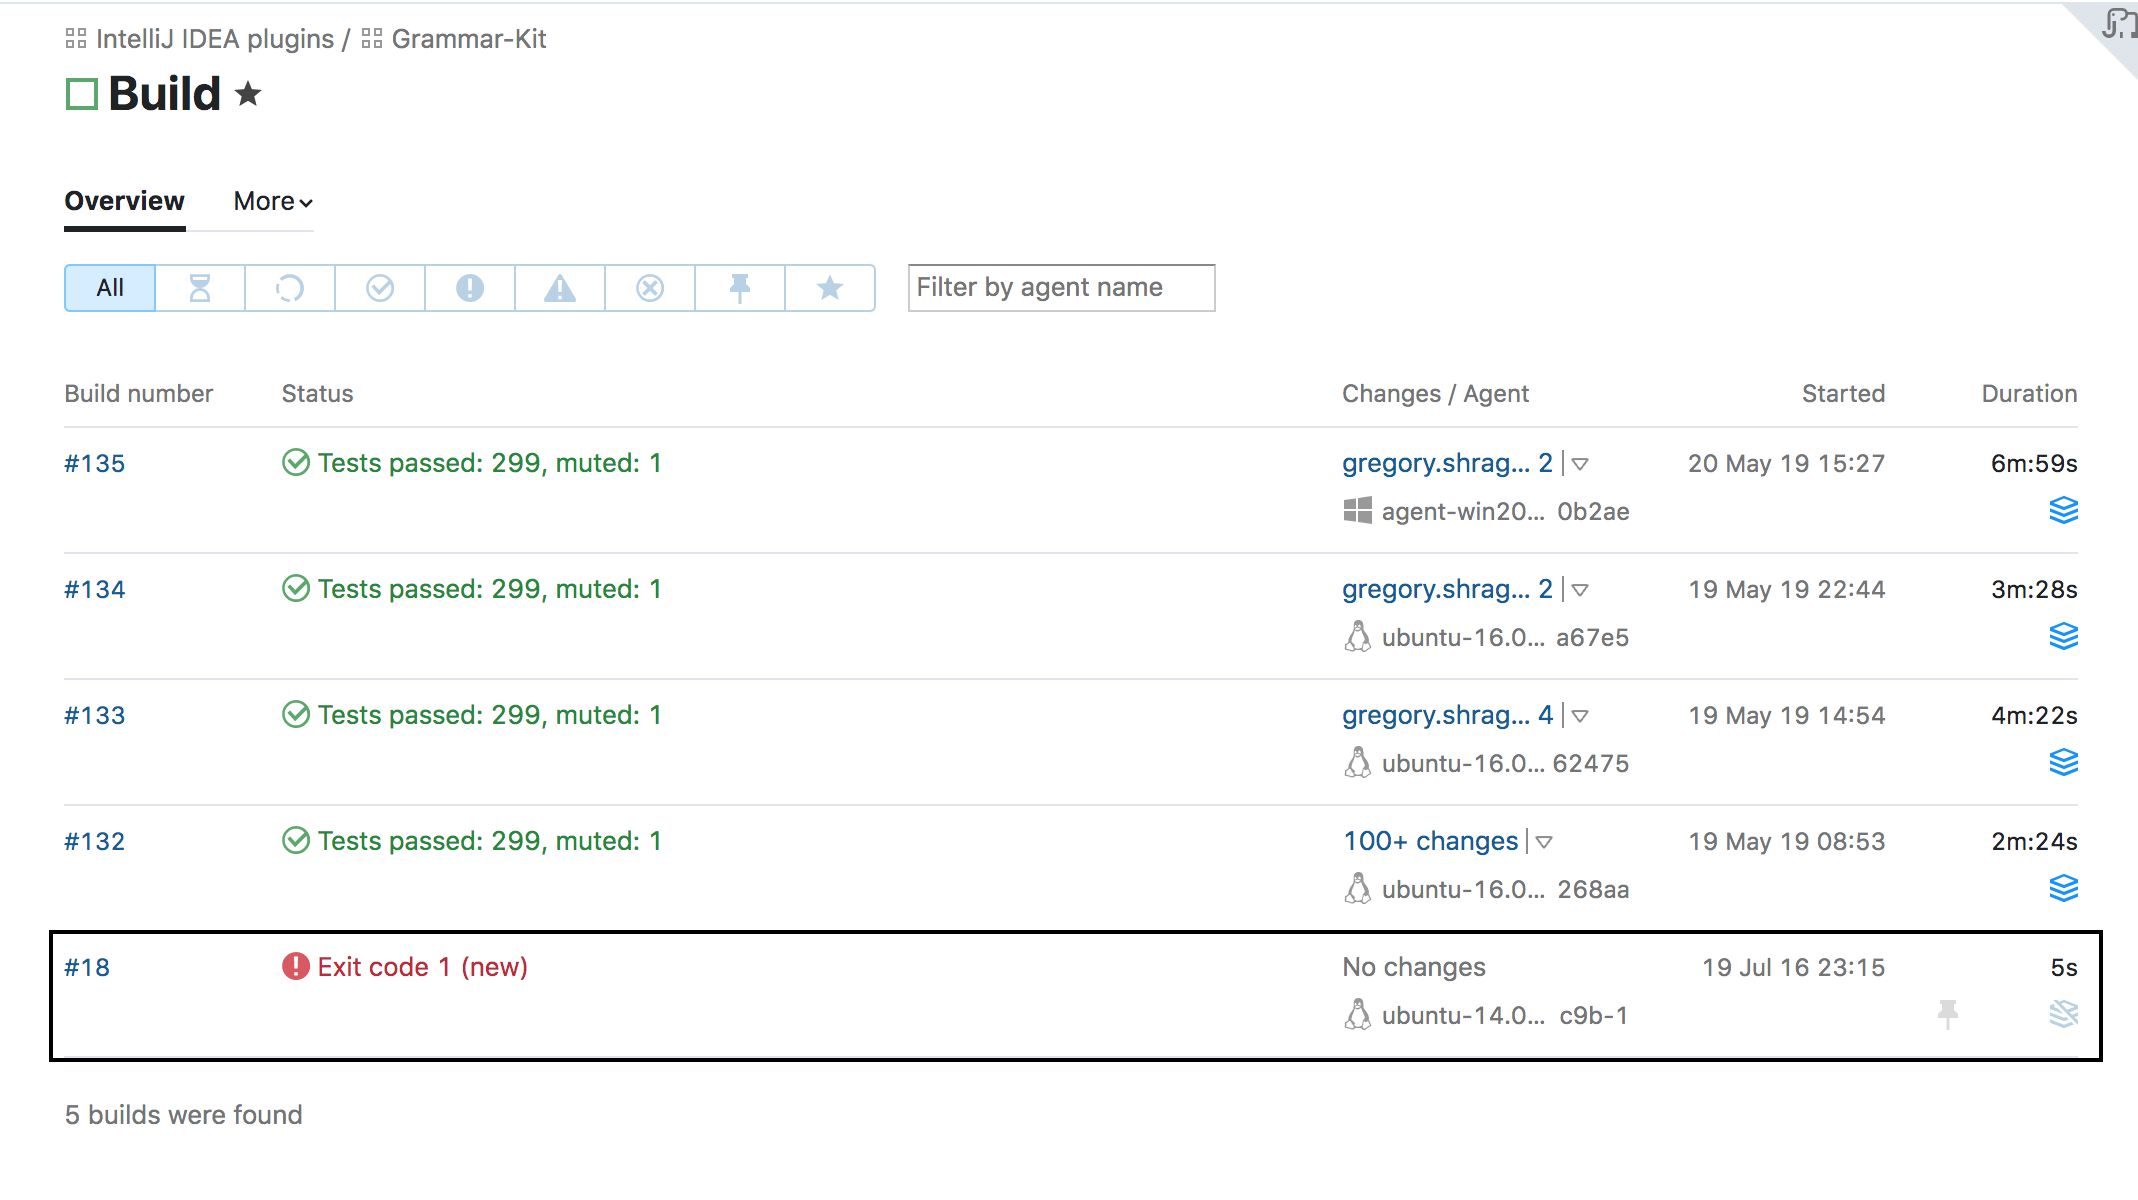 IntelliJ IDEA plugins / Grammar-Kit
Build
Overview More
All Filter by agent name
Build number Status Changes / Agent Started Duration
#135 Tests passed: 299, muted: 1 gregory.shrag... 2 20 May 19 15:27 6m:59s
agent-win20... 0b2ae
#134 Tests passed: 299, muted: 1 gregory.shrag... 2 19 May 19 22:44 3m:28s
ubuntu-16.0... a67e5
#133 Tests passed: 299, muted: 1 gregory.shrag... 4 19 May 19 14:54 4m:22s
ubuntu-16.0... 62475
#132 Tests passed: 299, muted: 1 100+ changes 19 May 19 08:53 2m:24s
ubuntu-16.0... 268aa
#18 Exit code 1 (new) No changes 19 Jul 16 23:15 5s
ubuntu-14.0... c9b-1
5 builds were found